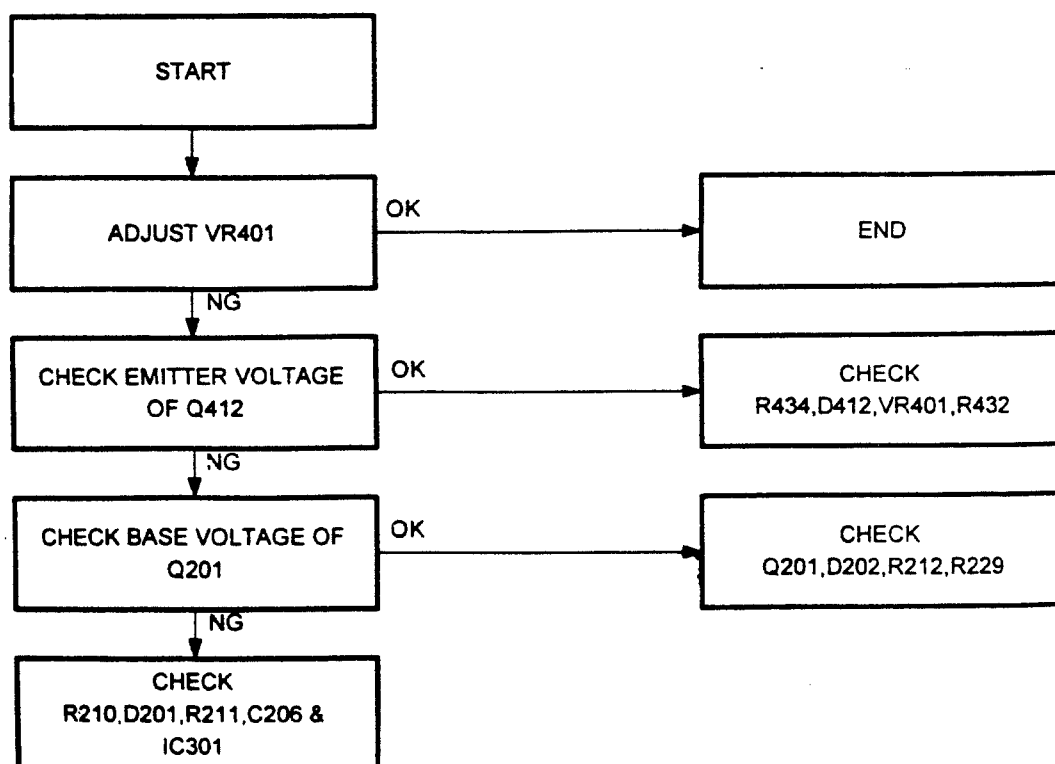 START
ADJUST VR401
OK
END
NG
CHECK EMITTER VOLTAGE
OF Q412
OK
CHECK
R434,D412,VR401,R432
NG
CHECK BASE VOLTAGE OF
Q201
OK
CHECK
Q201,D202,R212,R229
NG
CHECK
R210,D201,R211,C206 &
IC301